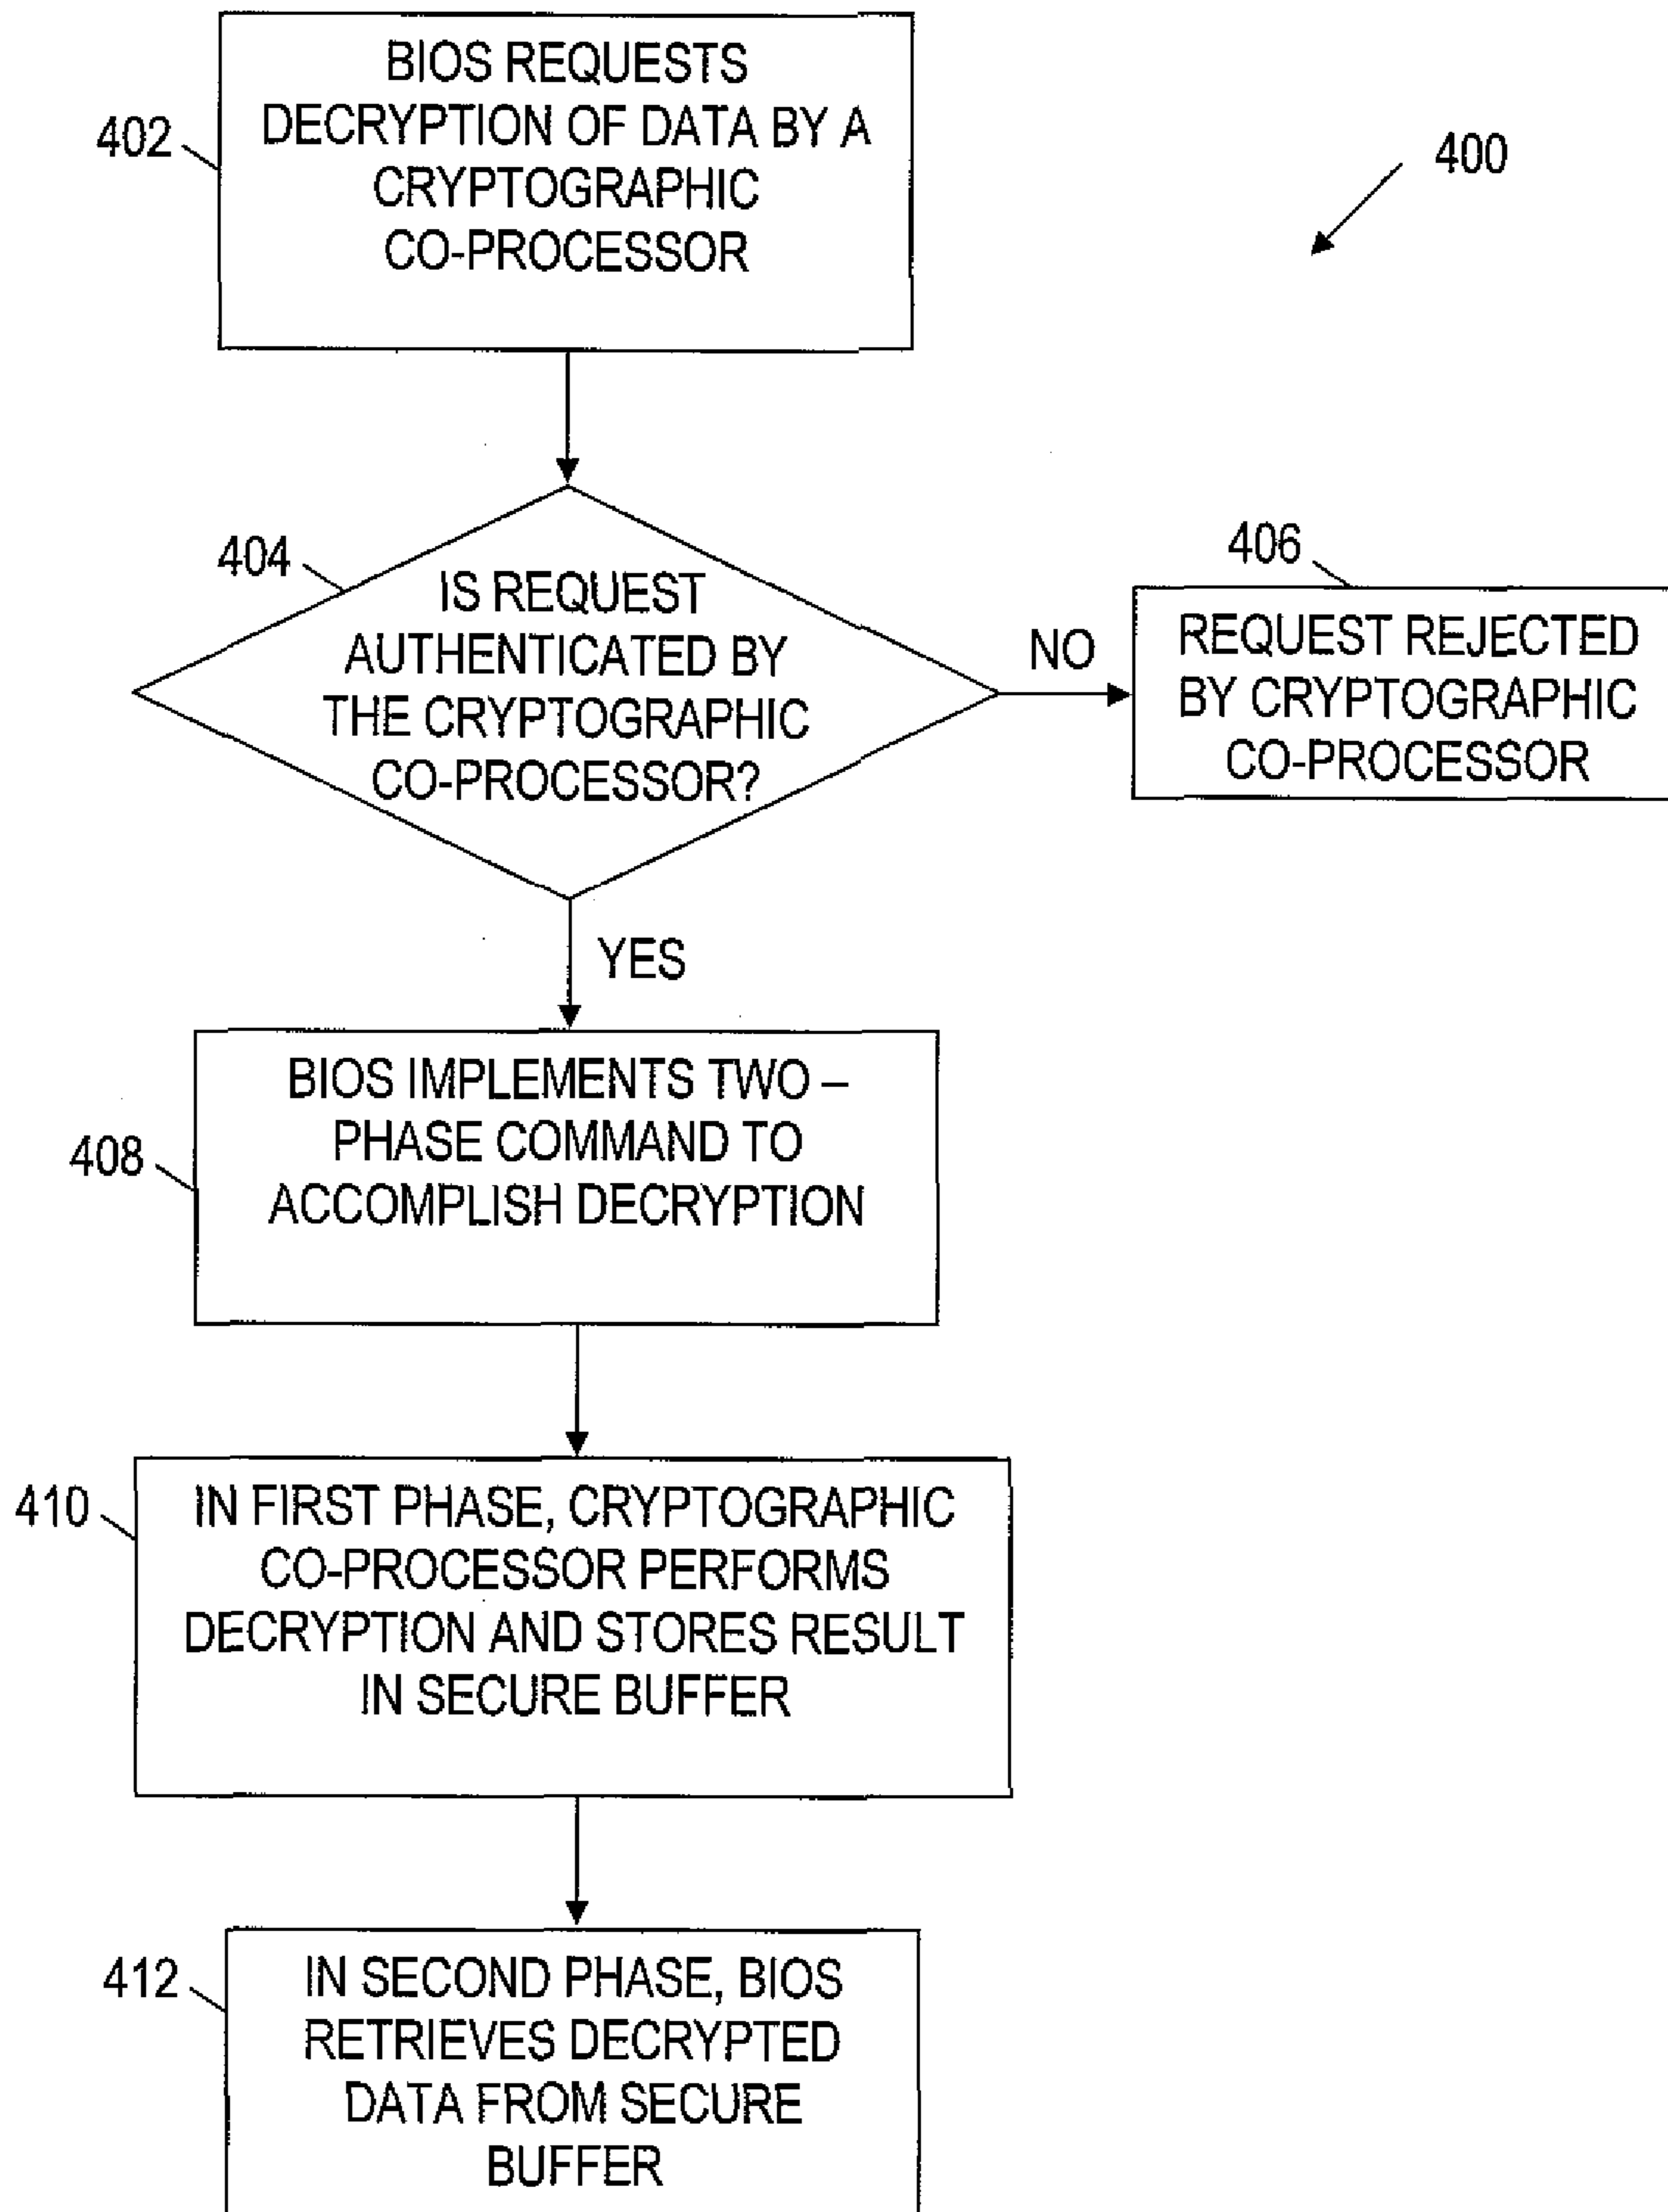 BIOS REQUESTS
DECRYPTION OF DATA BY A
CRYPTOGRAPHIC
CO-PROCESSOR
402
400
404
IS REQUEST
AUTHENTICATED BY
THE CRYPTOGRAPHIC
CO-PROCESSOR?
NO
406
REQUEST REJECTED
BY CRYPTOGRAPHIC
CO-PROCESSOR
YES
408
BIOS IMPLEMENTS TWO –
PHASE COMMAND TO
ACCOMPLISH DECRYPTION
410
IN FIRST PHASE, CRYPTOGRAPHIC
CO-PROCESSOR PERFORMS
DECRYPTION AND STORES RESULT
IN SECURE BUFFER
412
IN SECOND PHASE, BIOS
RETRIEVES DECRYPTED
DATA FROM SECURE
BUFFER